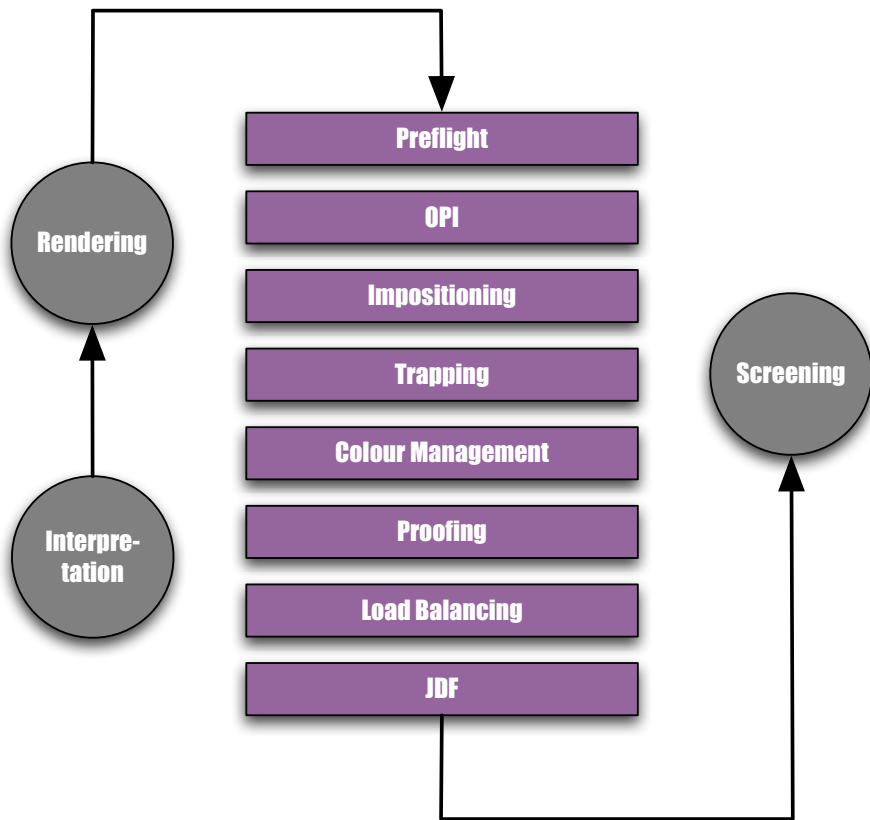 Preflight
OPI
Rendering
Impositioning
Trapping
Screening
Colour Management
Proofing
Interpre-
tation
Load Balancing
JDF